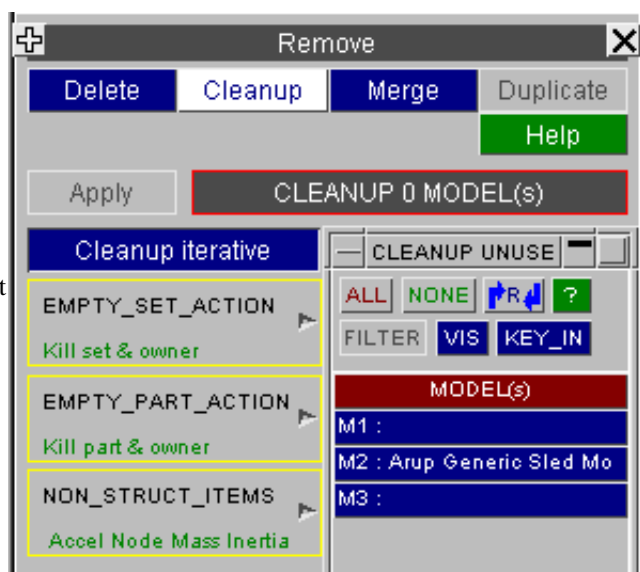 Remove
Delete Cleanup Merge Duplicate
Help
Apply CLEANUP 0 MODEL(s)
Cleanup iterative
t
EMPTY_SET_ACTION
Kill set & owner
EMPTY_PART_ACTION
Kill part & owner
NON_STRUCT_ITEMS
Accel Node Mass Inertia
CLEANUP UNUSE
ALL NONE R ?
FILTER VIS KEY_IN
MODEL(s)
M1 :
M2 : Arup Generic Sled Mo
M3 :